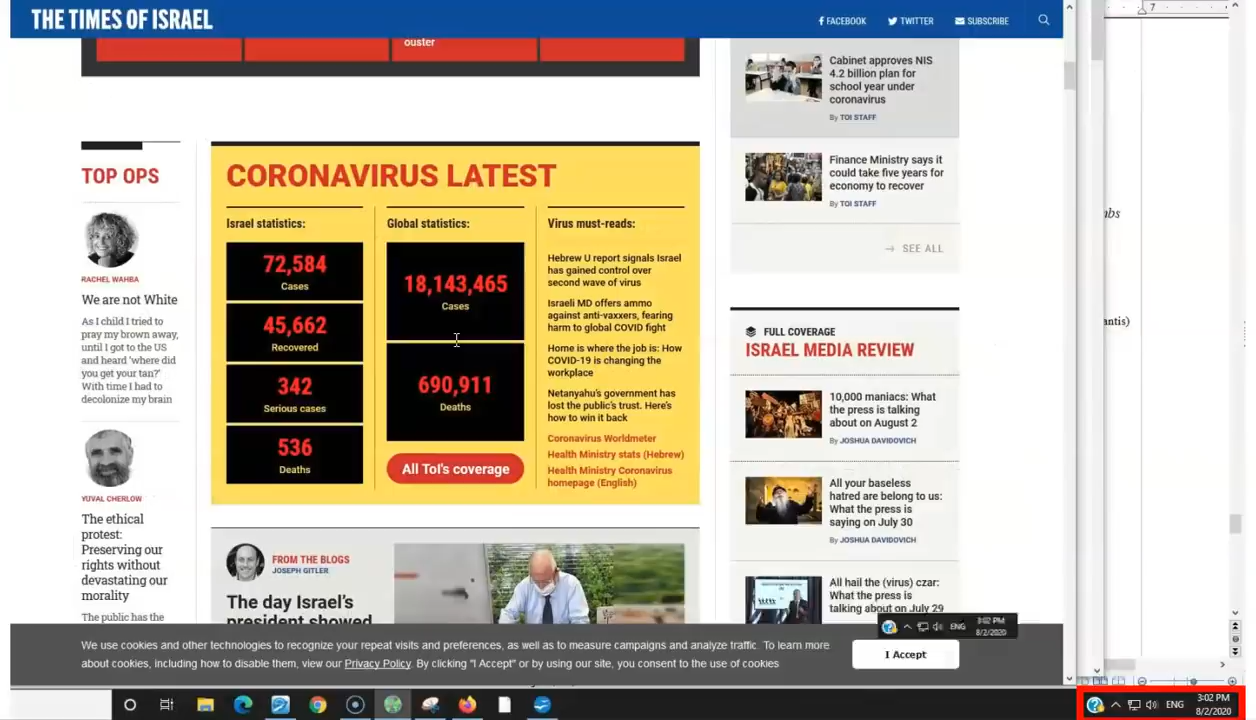 THE TIMES OF ISRAEL
FACEBOOK
TWITTER
SUBSCRIBE
7
ouster
Cabinet approves NIS
4.2 billion plan for
school year under
coronavirus
By TOI STAFF
Finance Ministry says it
could take five years for
economy to recover
By TOI STAFF
→ SEE ALL
TOP OPS
RACHEL WAHBA
We are not White
As I child I tried to
pray my brown away,
until I got to the US
and heard 'where did
you get your tan?'
With time I had to
decolonize my brain
YUVAL CHERLOW
The ethical
protest:
Preserving our
rights without
devastating our
morality
The public has the
CORONAVIRUS LATEST
Israel statistics:
72,584
Cases
45,662
Recovered
342
Serious cases
536
Deaths
Global statistics:
18,143,465
Cases
690,911
Deaths
All ToI's coverage
Virus must-reads:
Hebrew U report signals Israel
has gained control over
second wave of virus
Israeli MD offers ammo
against anti-vaxxers, fearing
harm to global COVID fight
Home is where the job is: How
COVID-19 is changing the
workplace
Netanyahu's government has
lost the public's trust. Here's
how to win it back
Coronavirus Worldmeter
Health Ministry stats (Hebrew)
Health Ministry Coronavirus
homepage (English)
FROM THE BLOGS
JOSEPH GITLER
The day Israel's
president showed
FULL COVERAGE
ISRAEL MEDIA REVIEW
10,000 maniacs: What
the press is talking
about on August 2
By JOSHUA DAVIDOVICH
All your baseless
hatred are belong to us:
What the press is
saying on July 30
By JOSHUA DAVIDOVICH
All hail the (virus) czar:
What the press is
talking about on July 29
antis)
ENG
3:02 PM
8/2/2020
We use cookies and other technologies to recognize your repeat visits and preferences, as well as to measure campaigns and analyze traffic. To learn more
about cookies, including how to disable them, view our Privacy Policy. By clicking "I Accept" or by using our site, you consent to the use of cookies
I Accept
ENG
3:02 PM
8/2/2020